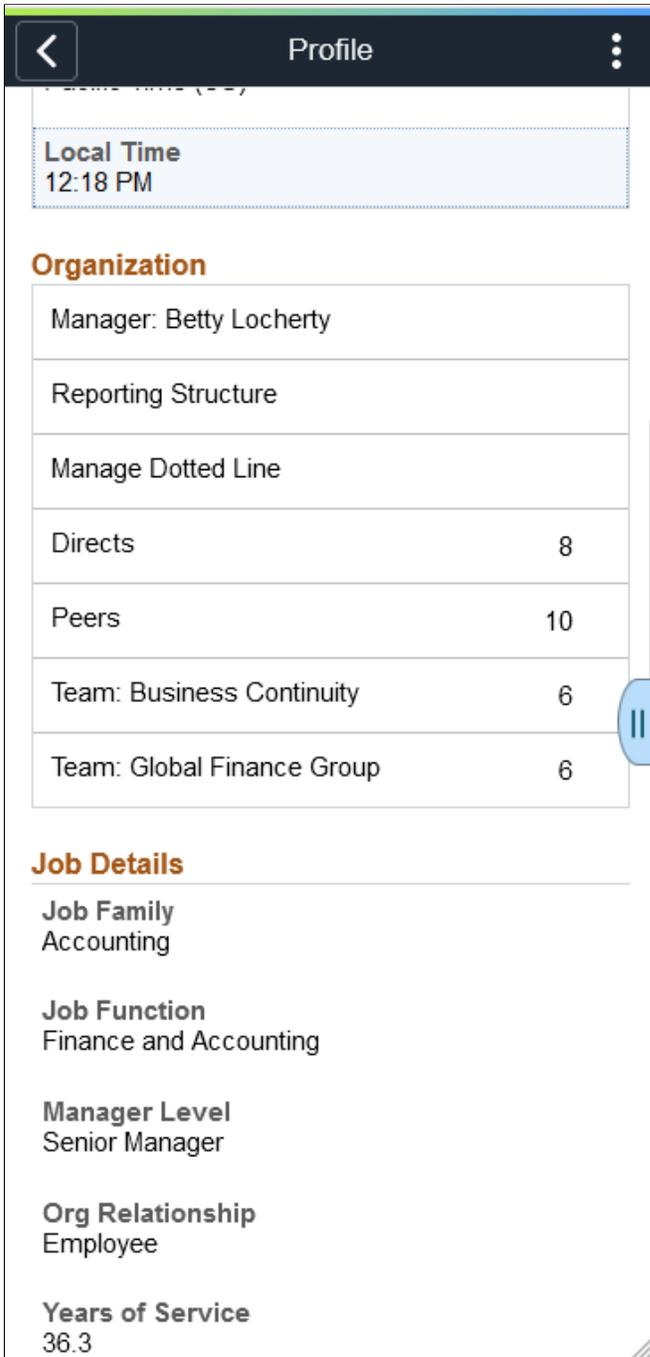 Profile
Local Time
12:18 PM
Organization
Manager: Betty Locherty
Reporting Structure
Manage Dotted Line
Directs 8
Peers 10
Team: Business Continuity 6
Team: Global Finance Group 6
Job Details
Job Family
Accounting
Job Function
Finance and Accounting
Manager Level
Senior Manager
Org Relationship
Employee
Years of Service
36.3